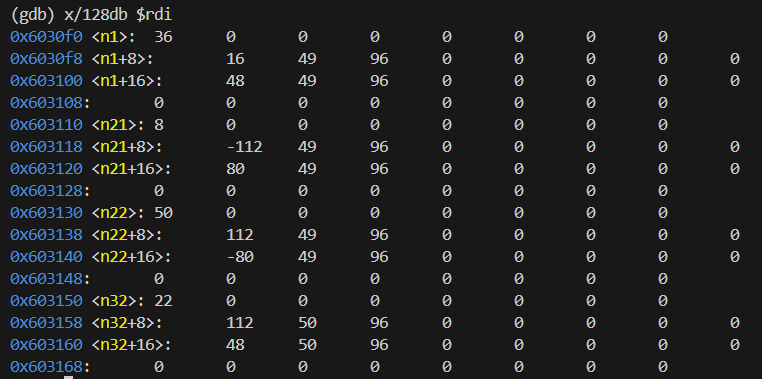 (gdb) x/128db $rdi
0x6030f0 <n1>: 36 0 0 0 0 0 0 0
0x6030f8 <n1+8>: 16 49 96 0 0 0 0 0
0x603100 <n1+16>: 48 49 96 0 0 0 0 0
0x603108: 0 0 0 0 0 0 0 0
0x603110 <n21>: 8 0 0 0 0 0 0 0
0x603118 <n21+8>: -112 49 96 0 0 0 0 0
0x603120 <n21+16>: 80 49 96 0 0 0 0 0
0x603128: 0 0 0 0 0 0 0 0
0x603130 <n22>: 50 0 0 0 0 0 0 0
0x603138 <n22+8>: 112 49 96 0 0 0 0 0
0x603140 <n22+16>: -80 49 96 0 0 0 0 0
0x603148: 0 0 0 0 0 0 0 0
0x603150 <n32>: 22 0 0 0 0 0 0 0
0x603158 <n32+8>: 112 50 96 0 0 0 0 0
0x603160 <n32+16>: 48 50 96 0 0 0 0 0
0x603168: 0 0 0 0 0 0 0 0